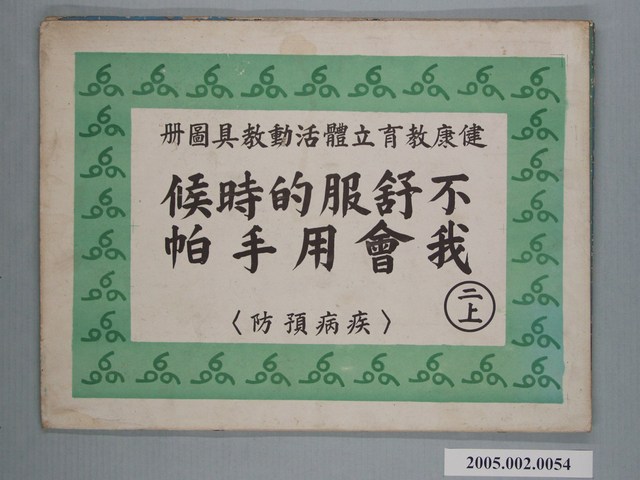 健康教育立體活動教具圖册
不舒服的時候
我會用手帕
二上
〈疾病預防〉
2005.002.0054